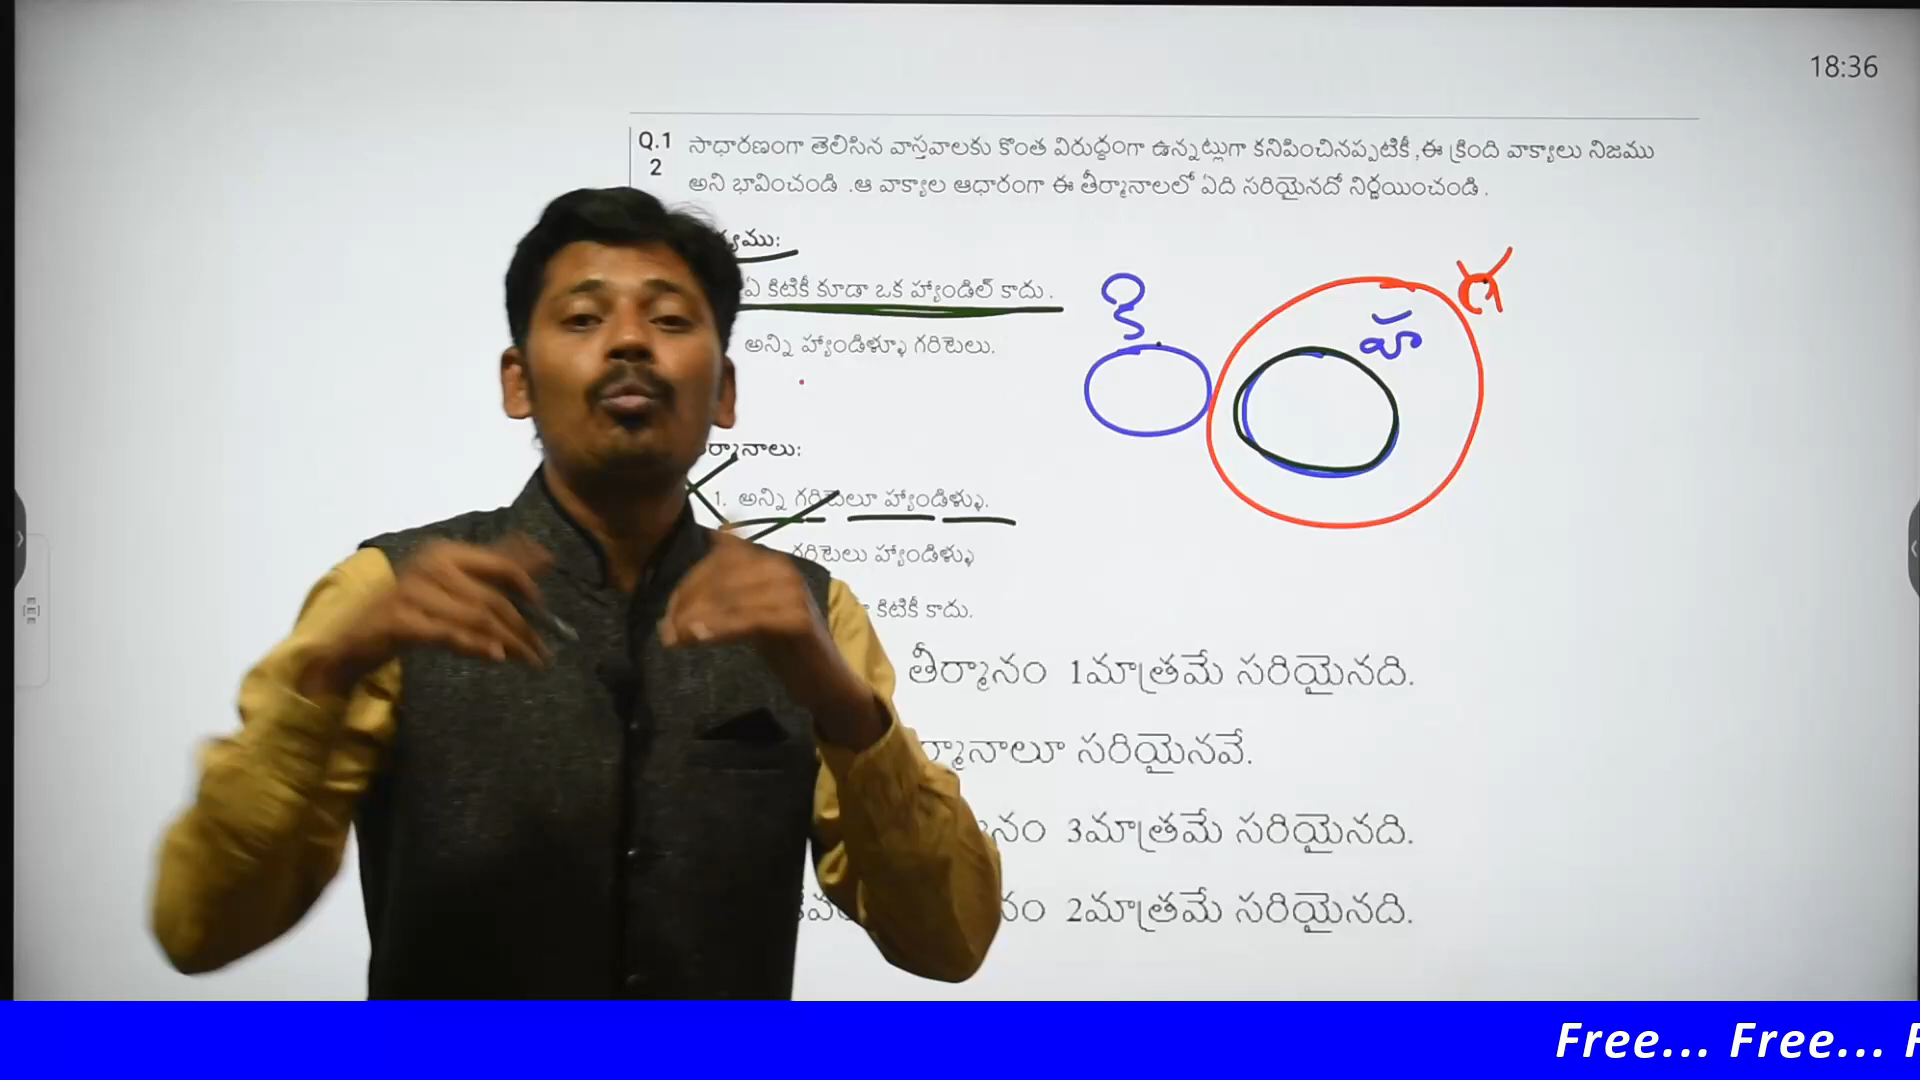 18:36
Q.1 సాధారణంగా తెలిసిన వాస్తవాలకు కొంత విరుద్ధంగా ఉన్నట్లుగా కనిపించినప్పటికీ,ఈ క్రింది వాక్యాలు నిజము
2 అని భావించండి .ఆ వాక్యాల ఆధారంగా ఈ తీర్మానాలలో ఏది సరియైనదో నిర్ణయించండి.
ఏ కిటికీ కూడా ఒక హ్యాండిల్ కాదు.
కి
హ
గ
అన్ని హ్యాండిళ్ళూ గరిటెలు.
1. అన్ని గరిటెలూ హ్యాండిళ్ళు.
గరిటెలు హ్యాండిళ్ళు
కిటికీ కాదు.
తీర్మానం 1మాత్రమే సరియైనది.
సరియైనవే.
3మాత్రమే సరియైనది.
2మాత్రమే సరియైనది.
Free... Free...